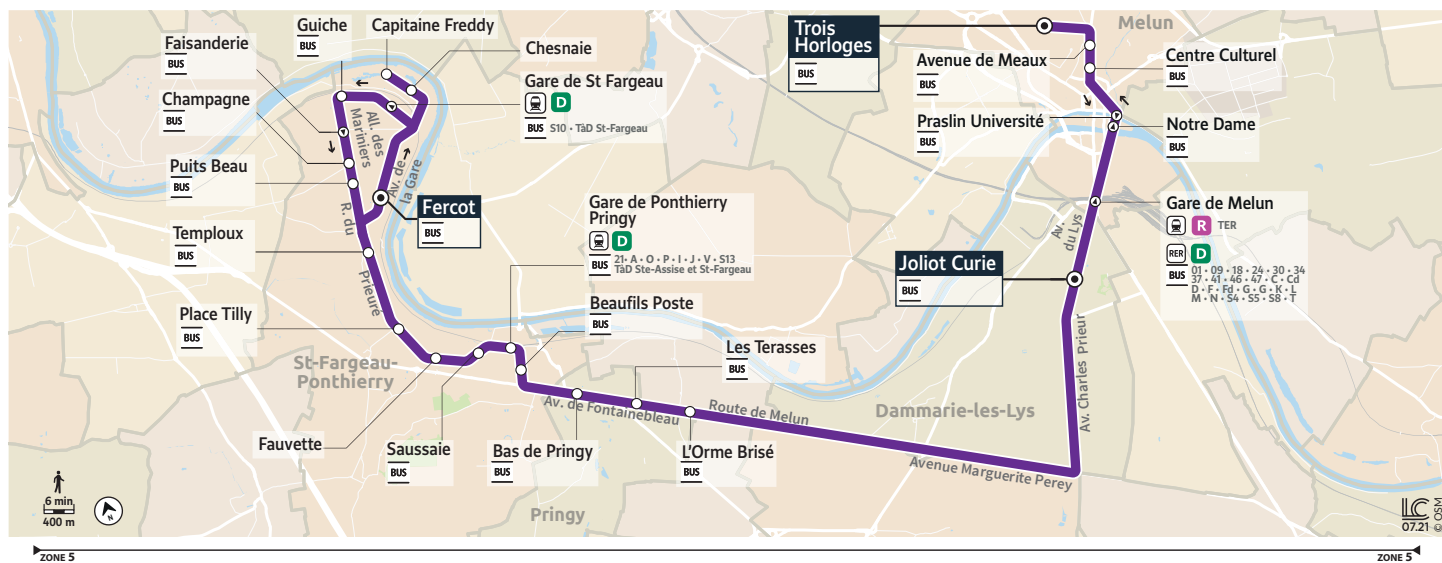 Guiche
BUS
Capitaine Freddy
Faisanderie
BUS
Chesnaie
Gare de St Fargeau
D
BUS S10 • TàD St-Fargeau
Champagne
BUS
All. des
Mariniers
Av. de
la Gare
Puits Beau
BUS
R. du
Prieuré
Fercot
BUS
Temploux
BUS
Gare de Ponthierry
Pringy
D
BUS 21 • A • O • P • I • J • V • S13
TàD Ste-Assise et St-Fargeau
Place Tilly
BUS
Beaufils Poste
BUS
St-Fargeau-
Ponthierry
Les Terasses
BUS
Fauvette
Saussaie
BUS
Bas de Pringy
BUS
L'Orme Brisé
BUS
Av. de Fontainebleau
Route de Melun
Avenue Marguerite Perey
Pringy
Dammarie-les-Lys
Trois
Horloges
BUS
Melun
Avenue de Meaux
BUS
Centre Culturel
BUS
Praslin Université
BUS
Notre Dame
BUS
Gare de Melun
R TER
RER D
BUS 01 • 09 • 18 • 24 • 30 • 34
37 • 41 • 46 • 47 • C • Cd
D • F • Fd • G • G • K • L
M • N • S4 • S5 • S8 • T
Av.
du Lys
Joliot Curie
BUS
Av. Charles Prieur
6 min
400 m
N
LC
07.21 © OSM
ZONE 5
ZONE 5